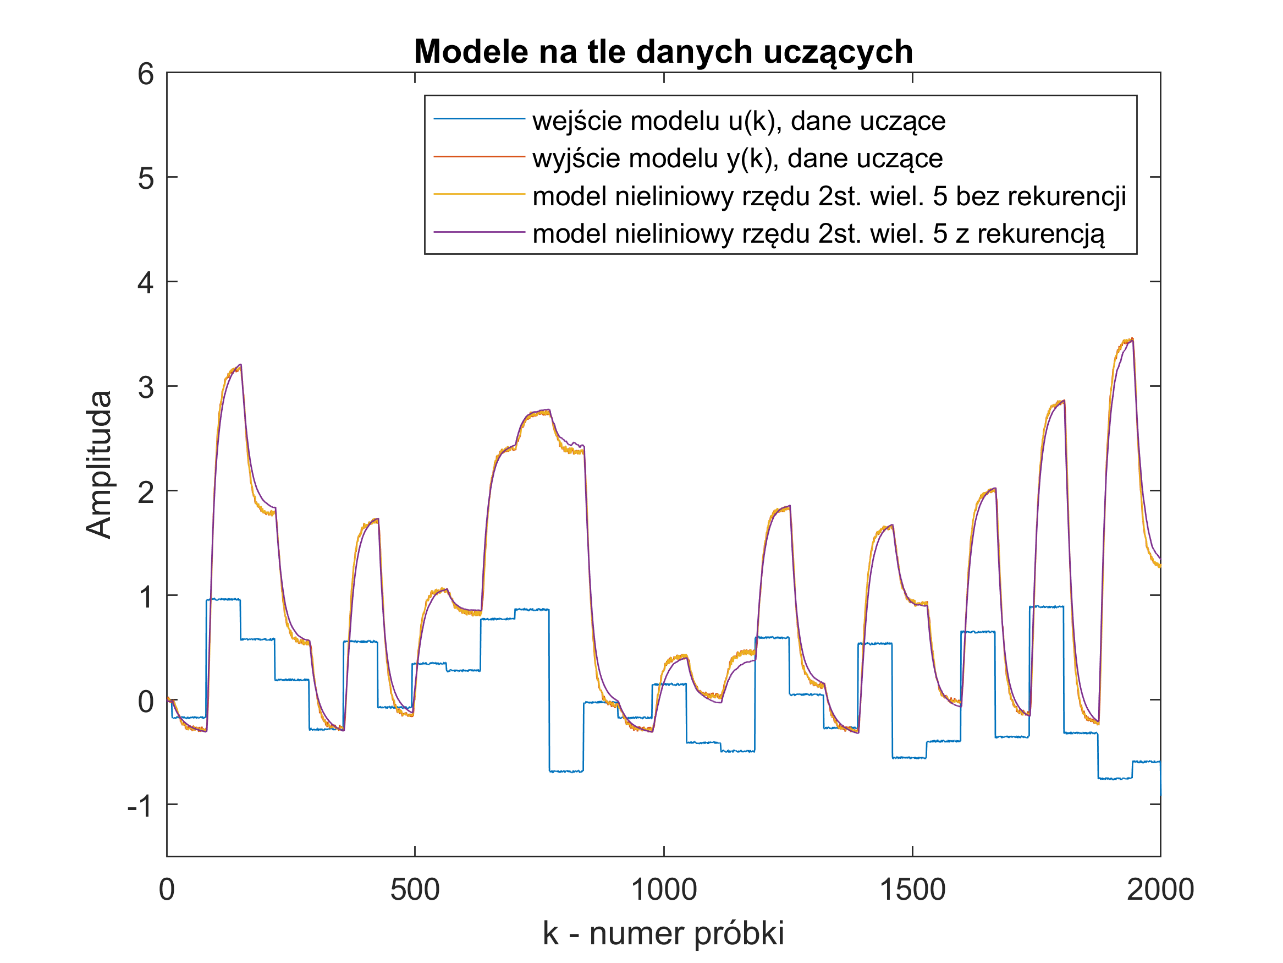 Modele na tle danych uczących
wejście modelu u(k), dane uczące
wyjście modelu y(k), dane uczące
model nieliniowy rzędu 2st. wiel. 5 bez rekurencji
model nieliniowy rzędu 2st. wiel. 5 z rekurencją
Amplituda
6
5
4
3
2
1
0
-1
0 500 1000 1500 2000
k - numer próbki